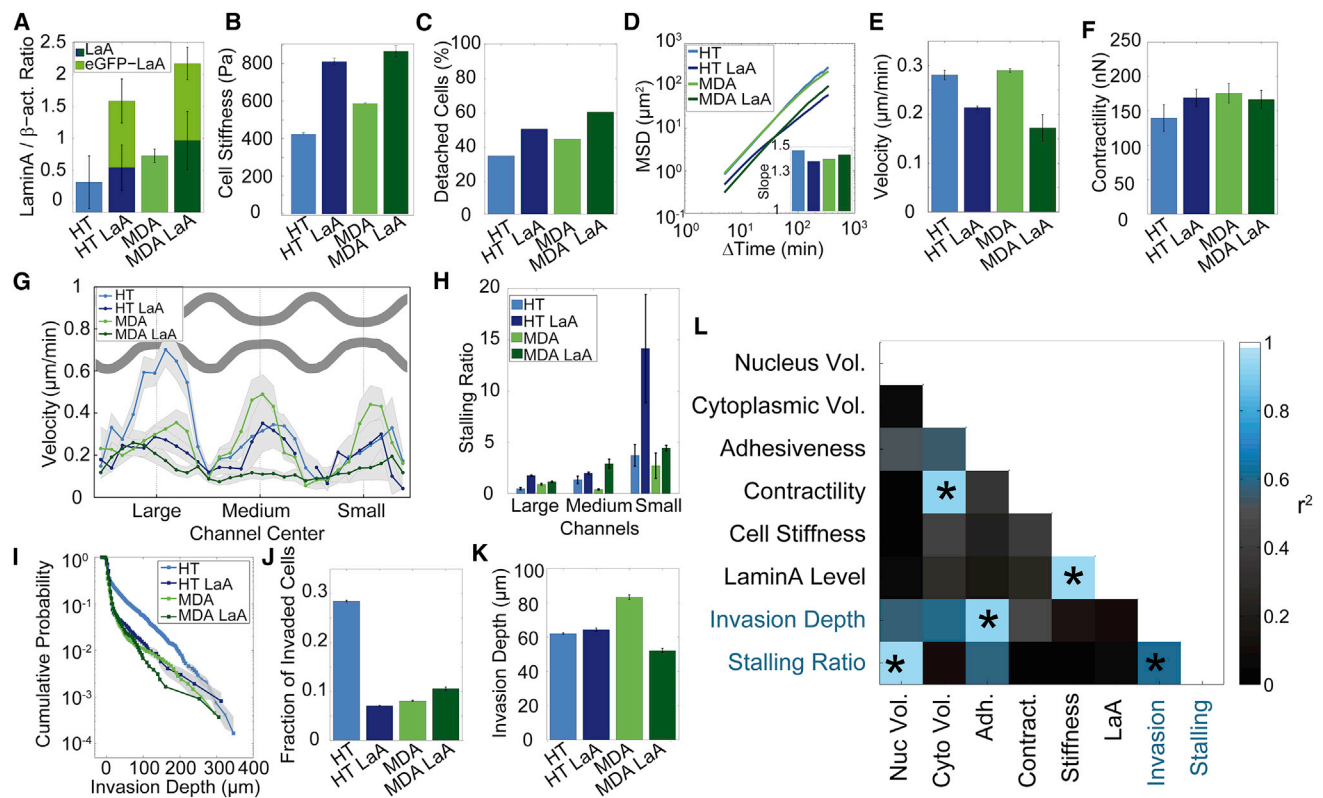 A
LaminA / β-act. Ratio
2.5
2
1.5
1
0.5
0
LaA
eGFP−LaA
HT
HT LaA
MDA
MDA LaA
B
Cell Stiffness (Pa)
800
600
400
200
0
HT
HT LaA
MDA
MDA LaA
C
Detached Cells (%)
100
80
60
40
20
0
HT
HT LaA
MDA
MDA LaA
D
MSD (µm²)
10³
10²
10¹
10⁰
10⁻¹
HT
HT LaA
MDA
MDA LaA
Slope
1.5
1.3
1
10⁰ 10¹ 10² 10³
ΔTime (min)
E
Velocity (µm/min)
0.3
0.2
0.1
0
HT
HT LaA
MDA
MDA LaA
F
Contractility (nN)
250
200
150
100
50
0
HT
HT LaA
MDA
MDA LaA
G
Velocity (µm/min)
1
0.8
0.6
0.4
0.2
0
HT
HT LaA
MDA
MDA LaA
Large Medium Small
Channel Center
H
Stalling Ratio
20
15
10
5
0
HT
HT LaA
MDA
MDA LaA
Large Medium Small
Channels
I
Cumulative Probability
10⁰
10⁻¹
10⁻²
10⁻³
10⁻⁴
HT
HT LaA
MDA
MDA LaA
0 100 200 300 400
Invasion Depth (µm)
J
Fraction of Invaded Cells
0.3
0.2
0.1
0
HT
HT LaA
MDA
MDA LaA
K
Invasion Depth (µm)
100
80
60
40
20
0
HT
HT LaA
MDA
MDA LaA
L
Nucleus Vol.
Cytoplasmic Vol.
Adhesiveness
Contractility
Cell Stiffness
LaminA Level
Invasion Depth
Stalling Ratio
*
*
*
*
*
Nuc Vol.
Cyto Vol.
Adh.
Contract.
Stiffness
LaA
Invasion
Stalling
1
0.8
0.6
0.4
0.2
0
r²